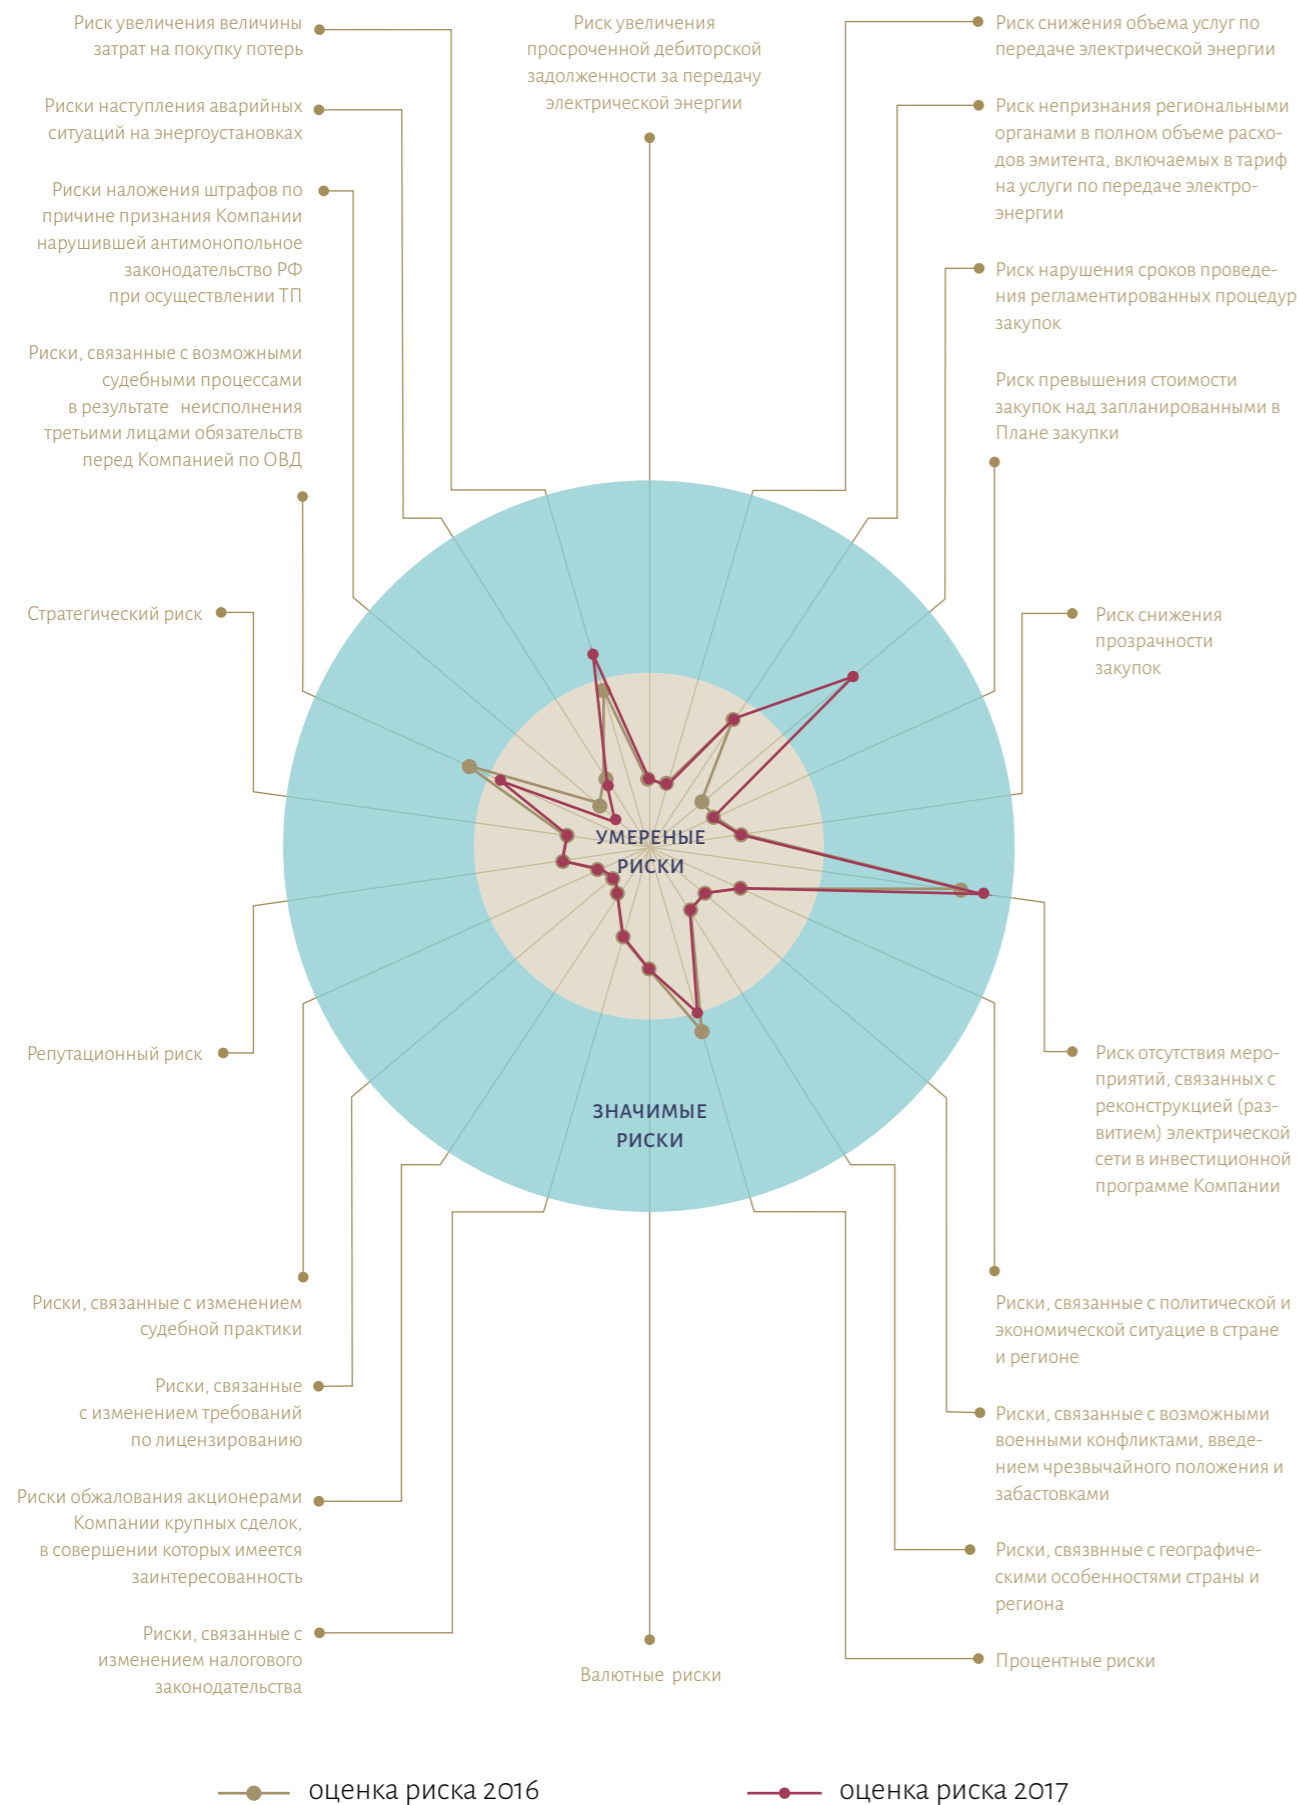 Риск увеличения величины
затрат на покупку потерь
Риски наступления аварийных
ситуаций на энергоустановках
Риски наложения штрафов по
причине признания Компании
нарушившей антимонопольное
законодательство РФ
при осуществлении ТП
Риски, связанные с возможными
судебными процессами
в результате неисполнения
третьими лицами обязательств
перед Компанией по ОВД
Стратегический риск
Репутационный риск
Риски, связанные с изменением
судебной практики
Риски, связанные
с изменением требований
по лицензированию
Риски обжалования акционерами
Компании крупных сделок,
в совершении которых имеется
заинтересованность
Риски, связанные с
изменением налогового
законодательства
Риск увеличения
просроченной дебиторской
задолженности за передачу
электрической энергии
УМЕРЕНЫЕ
РИСКИ
ЗНАЧИМЫЕ
РИСКИ
Валютные риски
Риск снижения объема услуг по
передаче электрической энергии
Риск непризнания региональными
органами в полном объеме расхо-
дов эмитента, включаемых в тариф
на услуги по передаче электро-
энергии
Риск нарушения сроков проведе-
ния регламентированных процедур
закупок
Риск превышения стоимости
закупок над запланированными в
Плане закупки
Риск снижения
прозрачности
закупок
Риск отсутствия меро-
приятий, связанных с
реконструкцией (раз-
витием) электрической
сети в инвестиционной
программе Компании
Риски, связанные с политической и
экономической ситуацие в стране
и регионе
Риски, связанные с возможными
военными конфликтами, введе-
нием чрезвычайного положения и
забастовками
Риски, связвнные с географиче-
скими особенностями страны и
региона
Процентные риски
оценка риска 2016
оценка риска 2017